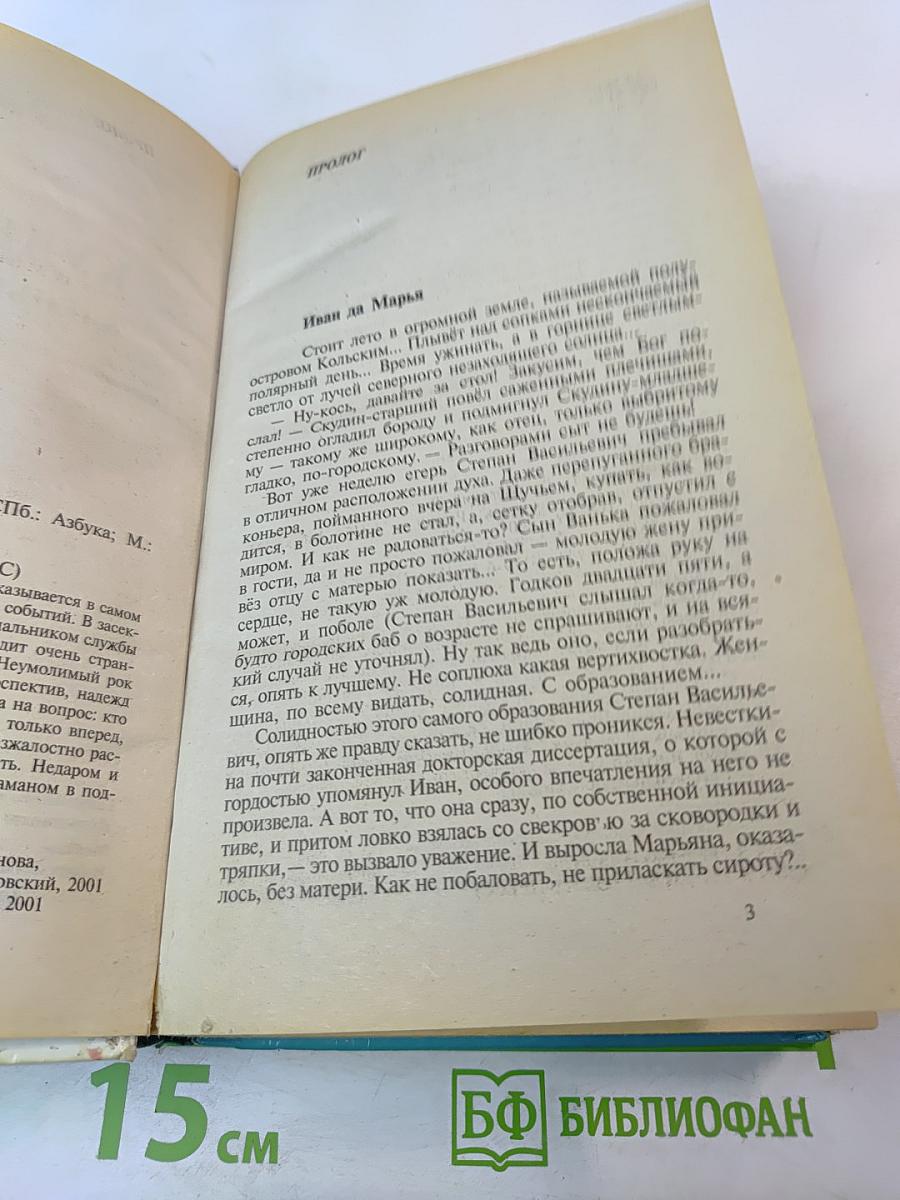 СПб.: Азбука; М.:
С)
казывается в самом
событий. В засек-
чальником службы
дит очень стран-
Неумолимый рок
спектив, надежд
а на вопрос: кто
только вперед,
зжалостно рас-
ть. Недаром и
аманом в под-
нова,
овский, 2001
2001
ПРОЛОГ
Иван да Марья
Стоит лето в огромной земле, называемой полу-
островом Кольским... Плывёт над сопками нескончаемый
полярный день... Время ужинать, а в горнице светлым-
светло от лучей северного незаходящего солнца...
— Ну-кось, давайте за стол! Закусим, чем Бог по-
слал! — Скудин-старший повёл саженными плечищами,
степенно огладил бороду и подмигнул Скудину-младше-
му — такому же широкому, как отец, только выбритому
гладко, по-городскому. — Разговорами сыт не будешь!
Вот уже неделю егерь Степан Васильевич пребывал
в отличном расположении духа. Даже перепуганного бра-
коньера, пойманного вчера на Щучьем, купать, как во-
дится, в болотине не стал, а, сетку отобрав, отпустил с
миром. И как не радоваться-то? Сын Ванька пожаловал
в гости, да и не просто пожаловал — молодую жену при-
вёз отцу с матерью показать... То есть, положа руку на
сердце, не такую уж молодую. Годков двадцати пяти, а
может, и поболе (Степан Васильевич слышал когда-то,
будто городских баб о возрасте не спрашивают, и на вся-
кий случай не уточнял). Ну так ведь оно, если разобрать-
ся, опять к лучшему. Не соплюха какая вертихвостка. Жен-
щина, по всему видать, солидная. С образованием...
Солидностью этого самого образования Степан Василье-
вич, опять же правду сказать, не шибко проникся. Невестки-
на почти законченная докторская диссертация, о которой с
гордостью упомянул Иван, особого впечатления на него не
произвела. А вот то, что она сразу, по собственной инициа-
тиве, и притом ловко взялась со свекровью за сковородки и
тряпки,— это вызвало уважение. И выросла Марьяна, оказа-
лось, без матери. Как не побаловать, не приласкать сироту?..
3
15 см
БФ БИБЛИОФАН